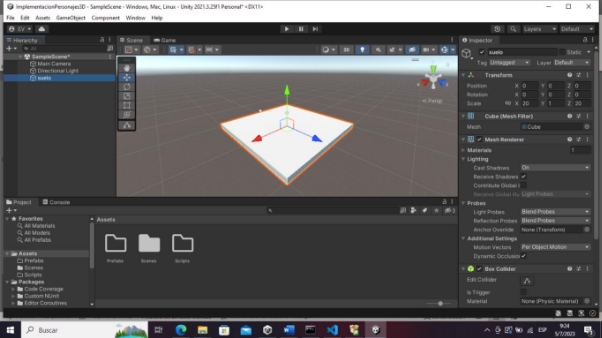 ImplementacionPersonajes3D - SampleScene - Windows, Mac, Linux - Unity 2021.3.23f1 Personal* <DX11>
File Edit Assets GameObject Component Window Help
EV
Layers Default
Hierarchy
Scene Game
Inspector
SampleScene*
Main Camera
Directional Light
suelo
2D
Persp
suelo Static
Tag Untagged Layer Default
Transform
Position X 0 Y 0 Z 0
Rotation X 0 Y 0 Z 0
Scale X 20 Y 1 Z 20
Cube (Mesh Filter)
Mesh Cube
Mesh Renderer
Materials 1
Lighting
Cast Shadows On
Receive Shadows
Contribute Global I
Receive Global Light Probes
Probes
Light Probes Blend Probes
Reflection Probes Blend Probes
Anchor Override None (Transform)
Additional Settings
Motion Vectors Per Object Motion
Dynamic Occlusion
Box Collider
Edit Collider
Is Trigger
Material None (Physic Material)
Project Console
Favorites
All Materials
All Models
All Prefabs
Assets
Prefabs
Scenes
Scripts
Packages
Code Coverage
Custom NUnit
Editor Coroutines
Assets
Prefabs Scenes Scripts
Buscar
ESP
9:24
5/7/2023